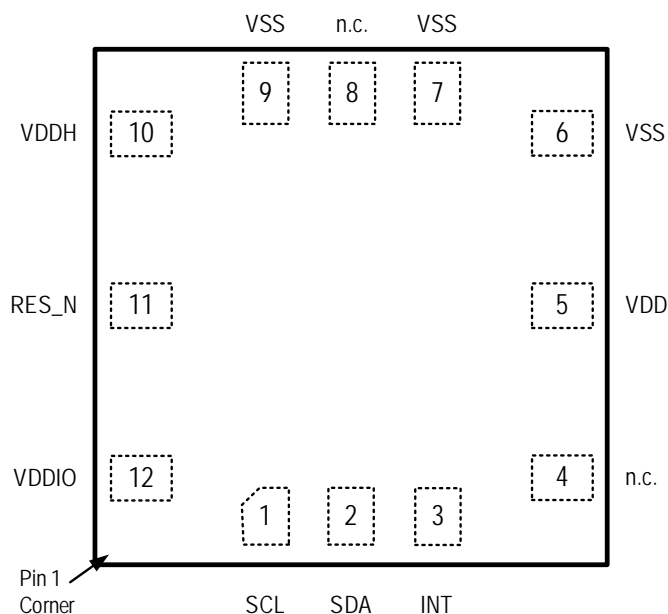 VSS n.c. VSS
9 8 7
VDDH 10 6 VSS
RES_N 11 5 VDD
VDDIO 12 4 n.c.
1 2 3
Pin 1
Corner
SCL SDA INT